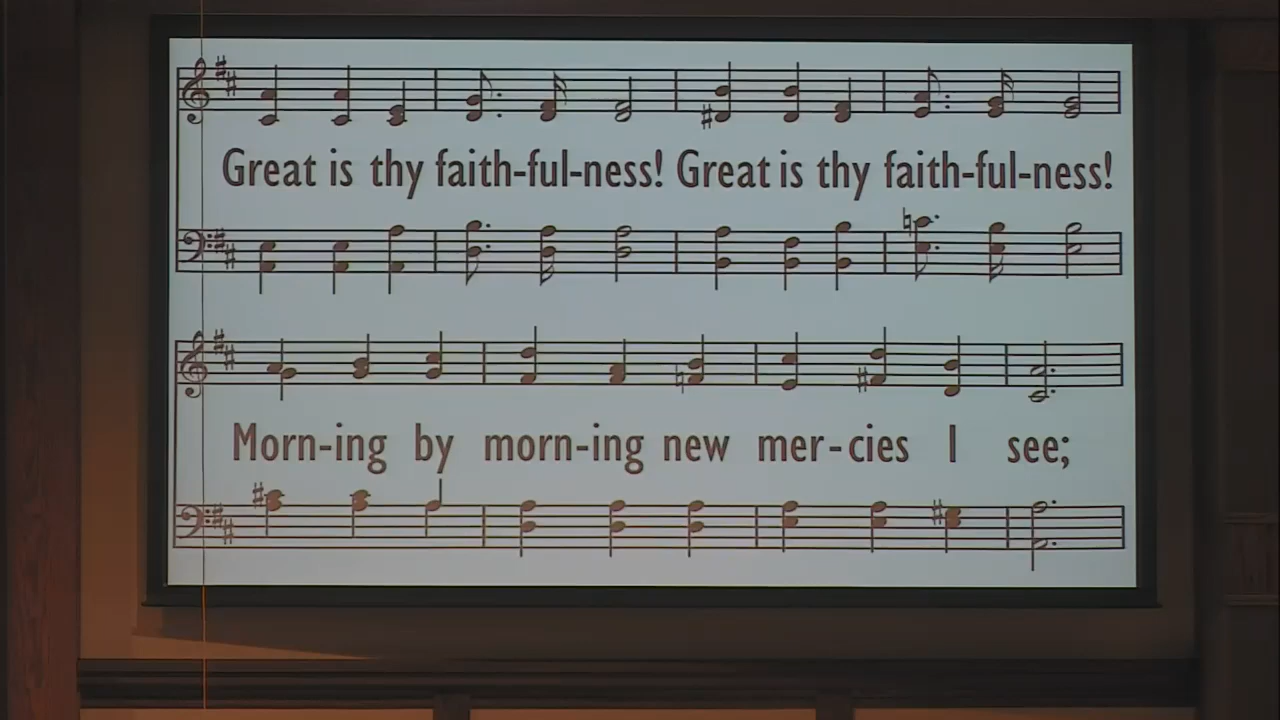 Great is thy faith-ful-ness! Great is thy faith-ful-ness!
Morn-ing by morn-ing new mer-cies I see;